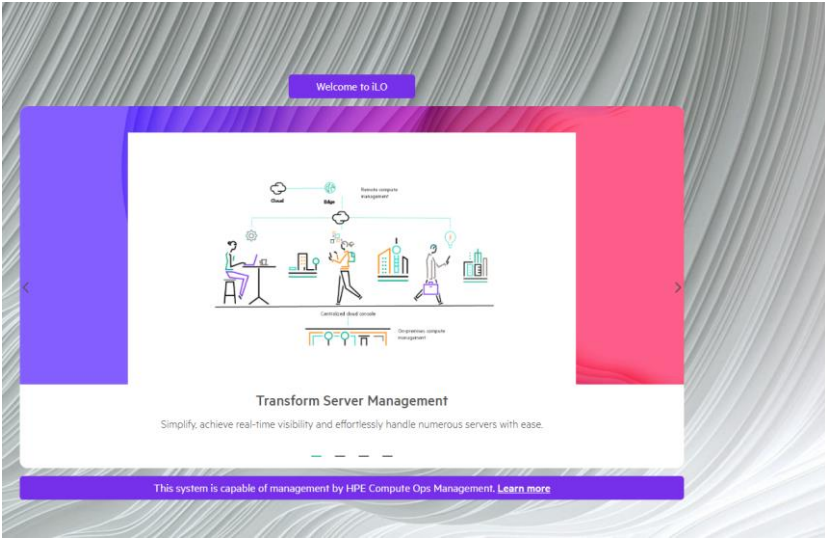 Welcome to iLO
Remote compute
management
Cloud
Edge
Centralized cloud console
On-premises compute
management
Transform Server Management
Simplify, achieve real-time visibility and effortlessly handle numerous servers with ease.
This system is capable of management by HPE Compute Ops Management. Learn more